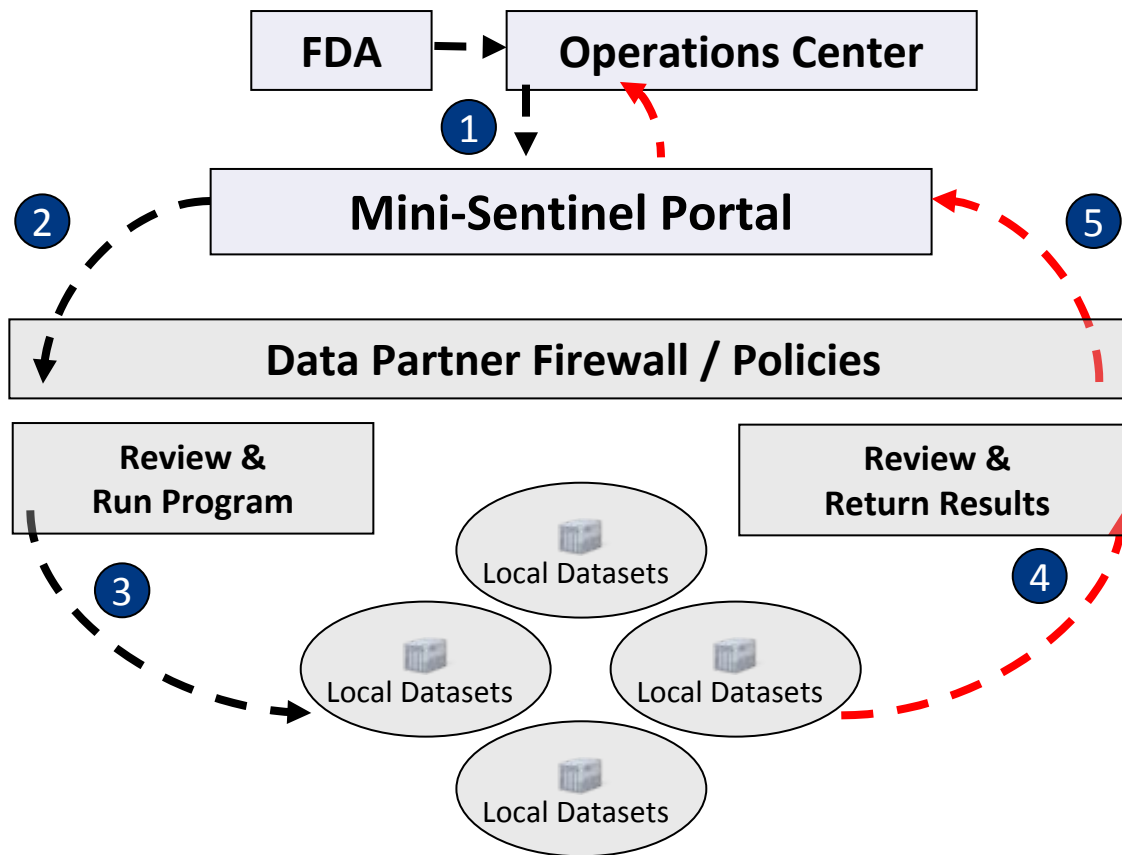 FDA
Operations Center
1
Mini-Sentinel Portal
2
5
Data Partner Firewall / Policies
Review &
Run Program
Review &
Return Results
Local Datasets
3
4
Local Datasets
Local Datasets
Local Datasets